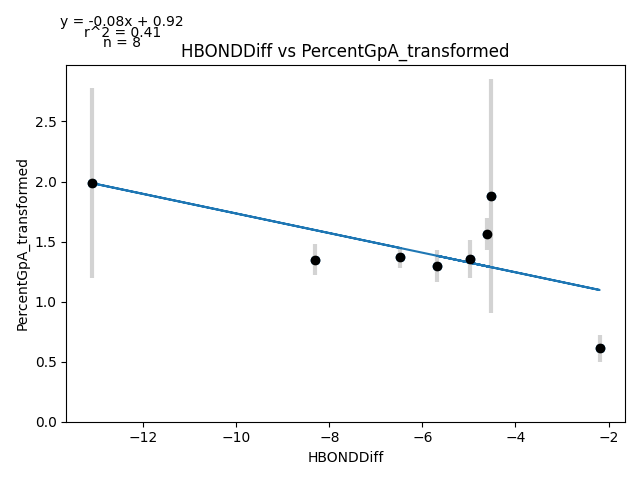 y = -0.08x + 0.92
r^2 = 0.41
n = 8
HBONDDiff vs PercentGpA_transformed
PercentGpA_transformed
2.5
2.0
1.5
1.0
0.5
0.0
−12
−10
−8
−6
−4
−2
HBONDDiff